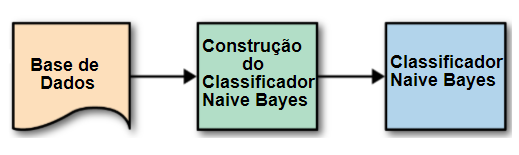 Base de
Dados
Construção
do
Classificador
Naive Bayes
Classificador
Naive Bayes